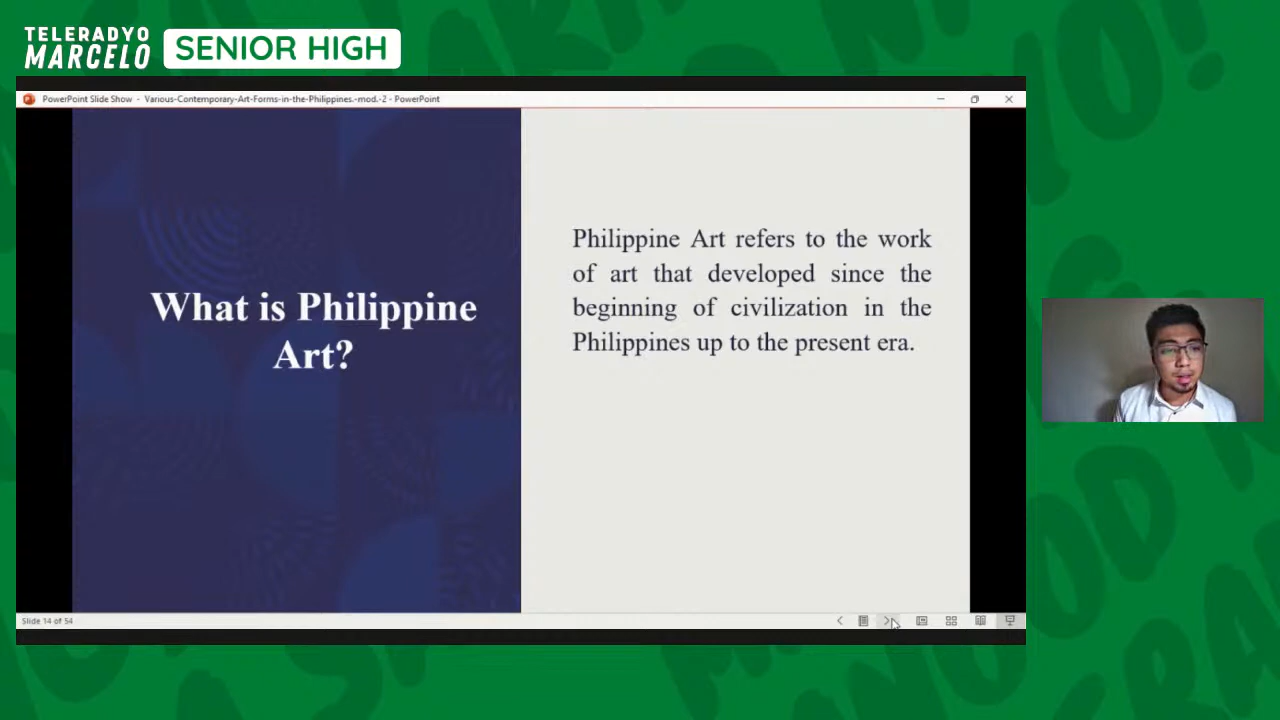 TELERADYO
MARCELO
SENIOR HIGH
PowerPoint Slide Show - Various-Contemporary-Art-Forms-in-the-Philippines.-mod.-2 - PowerPoint
What is Philippine
Art?
Philippine Art refers to the work
of art that developed since the
beginning of civilization in the
Philippines up to the present era.
Slide 14 of 54